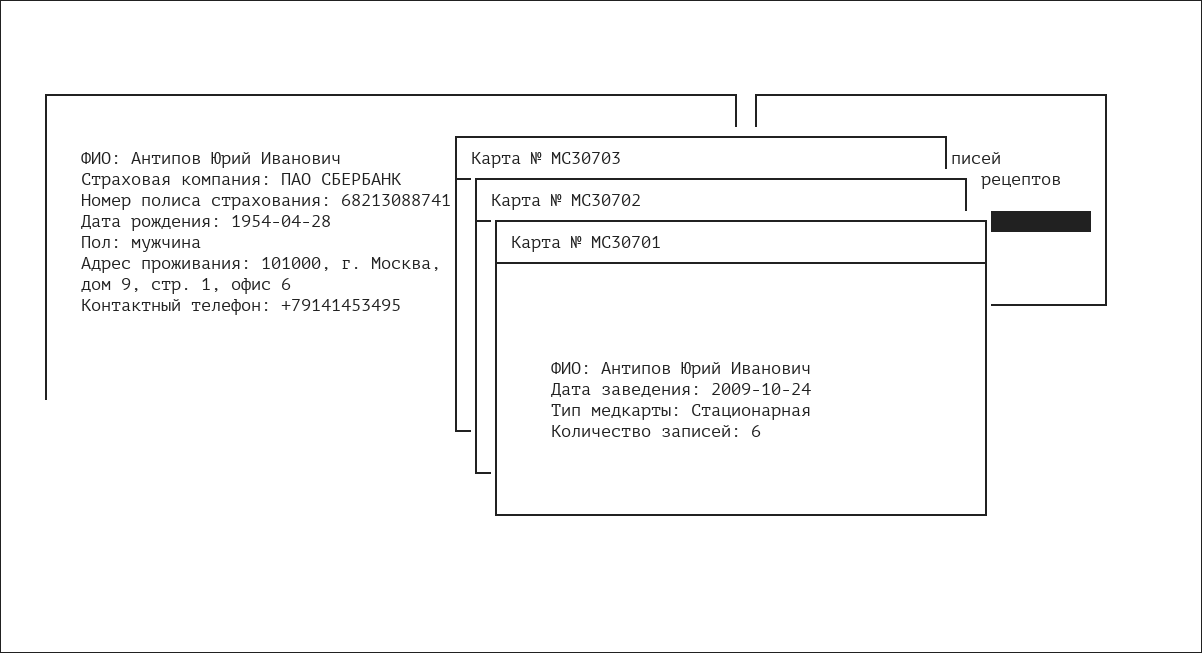 ФИО: Антипов Юрий Иванович
Страховая компания: ПАО СБЕРБАНК
Номер полиса страхования: 68213088741
Дата рождения: 1954-04-28
Пол: мужчина
Адрес проживания: 101000, г. Москва,
дом 9, стр. 1, офис 6
Контактный телефон: +79141453495
Карта № МС30703
писей
рецептов
Карта № МС30702
Карта № МС30701
ФИО: Антипов Юрий Иванович
Дата заведения: 2009-10-24
Тип медкарты: Стационарная
Количество записей: 6